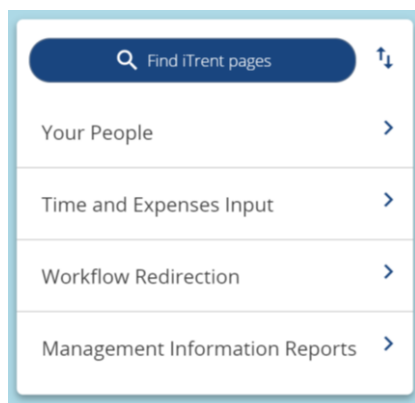 Find iTrent pages
Your People
Time and Expenses Input
Workflow Redirection
Management Information Reports